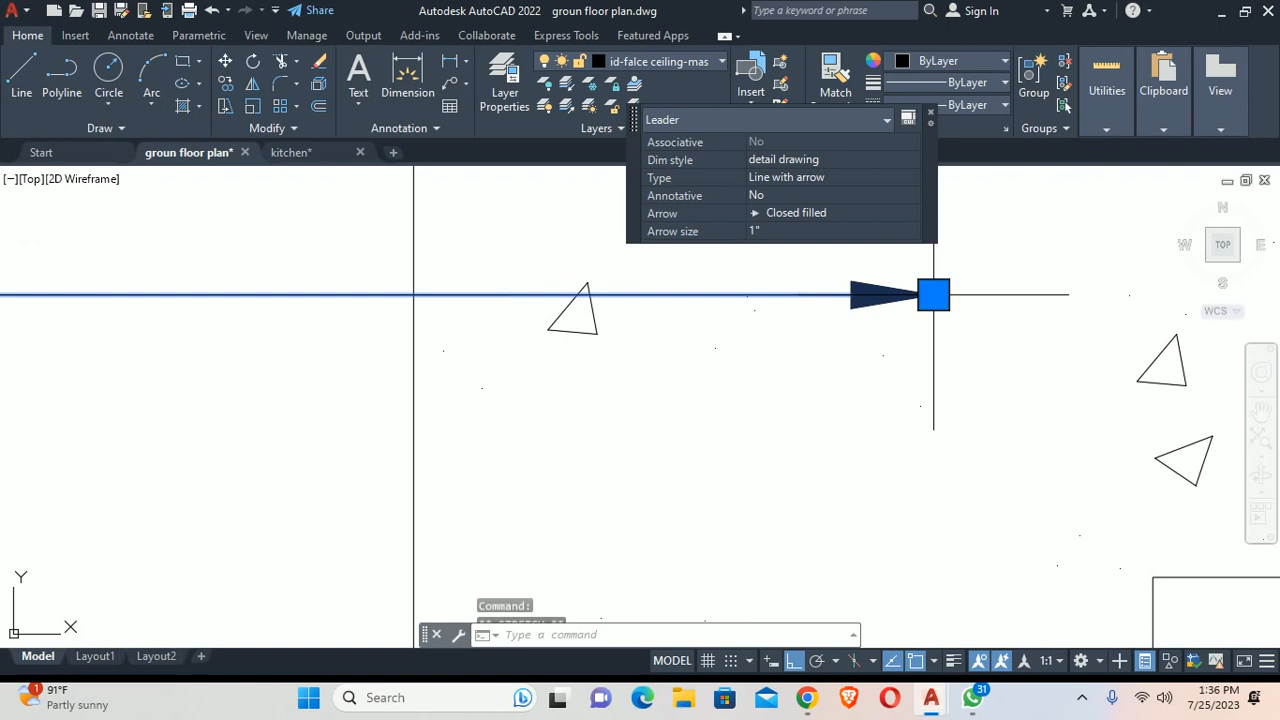 Share
Autodesk AutoCAD 2022 groun floor plan.dwg
Type a keyword or phrase
Sign In
Home Insert Annotate Parametric View Manage Output Add-ins Collaborate Express Tools Featured Apps
Line Polyline Circle Arc
Draw
Modify
Text Dimension
Annotation
Layer Properties
id-falce ceiling-mas
Layers
Insert
Match
ByLayer
ByLayer
ByLayer
Group
Groups
Utilities
Clipboard
View
Start groun floor plan* kitchen*
[−][Top][2D Wireframe]
Leader
Associative No
Dim style detail drawing
Type Line with arrow
Annotative No
Arrow Closed filled
Arrow size 1"
N
W TOP E
S
WCS
Y
X
Command:
Type a command
Model Layout1 Layout2
MODEL
1:1
1
91°F
Partly sunny
Search
31
1:36 PM
7/25/2023